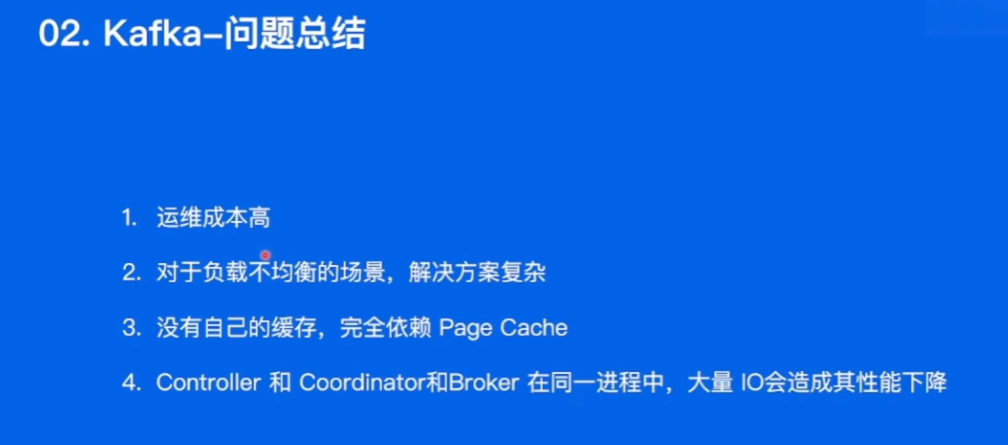 02. Kafka-问题总结
1. 运维成本高
2. 对于负载不均衡的场景，解决方案复杂
3. 没有自己的缓存，完全依赖 Page Cache
4. Controller 和 Coordinator和Broker 在同一进程中，大量 IO会造成其性能下降